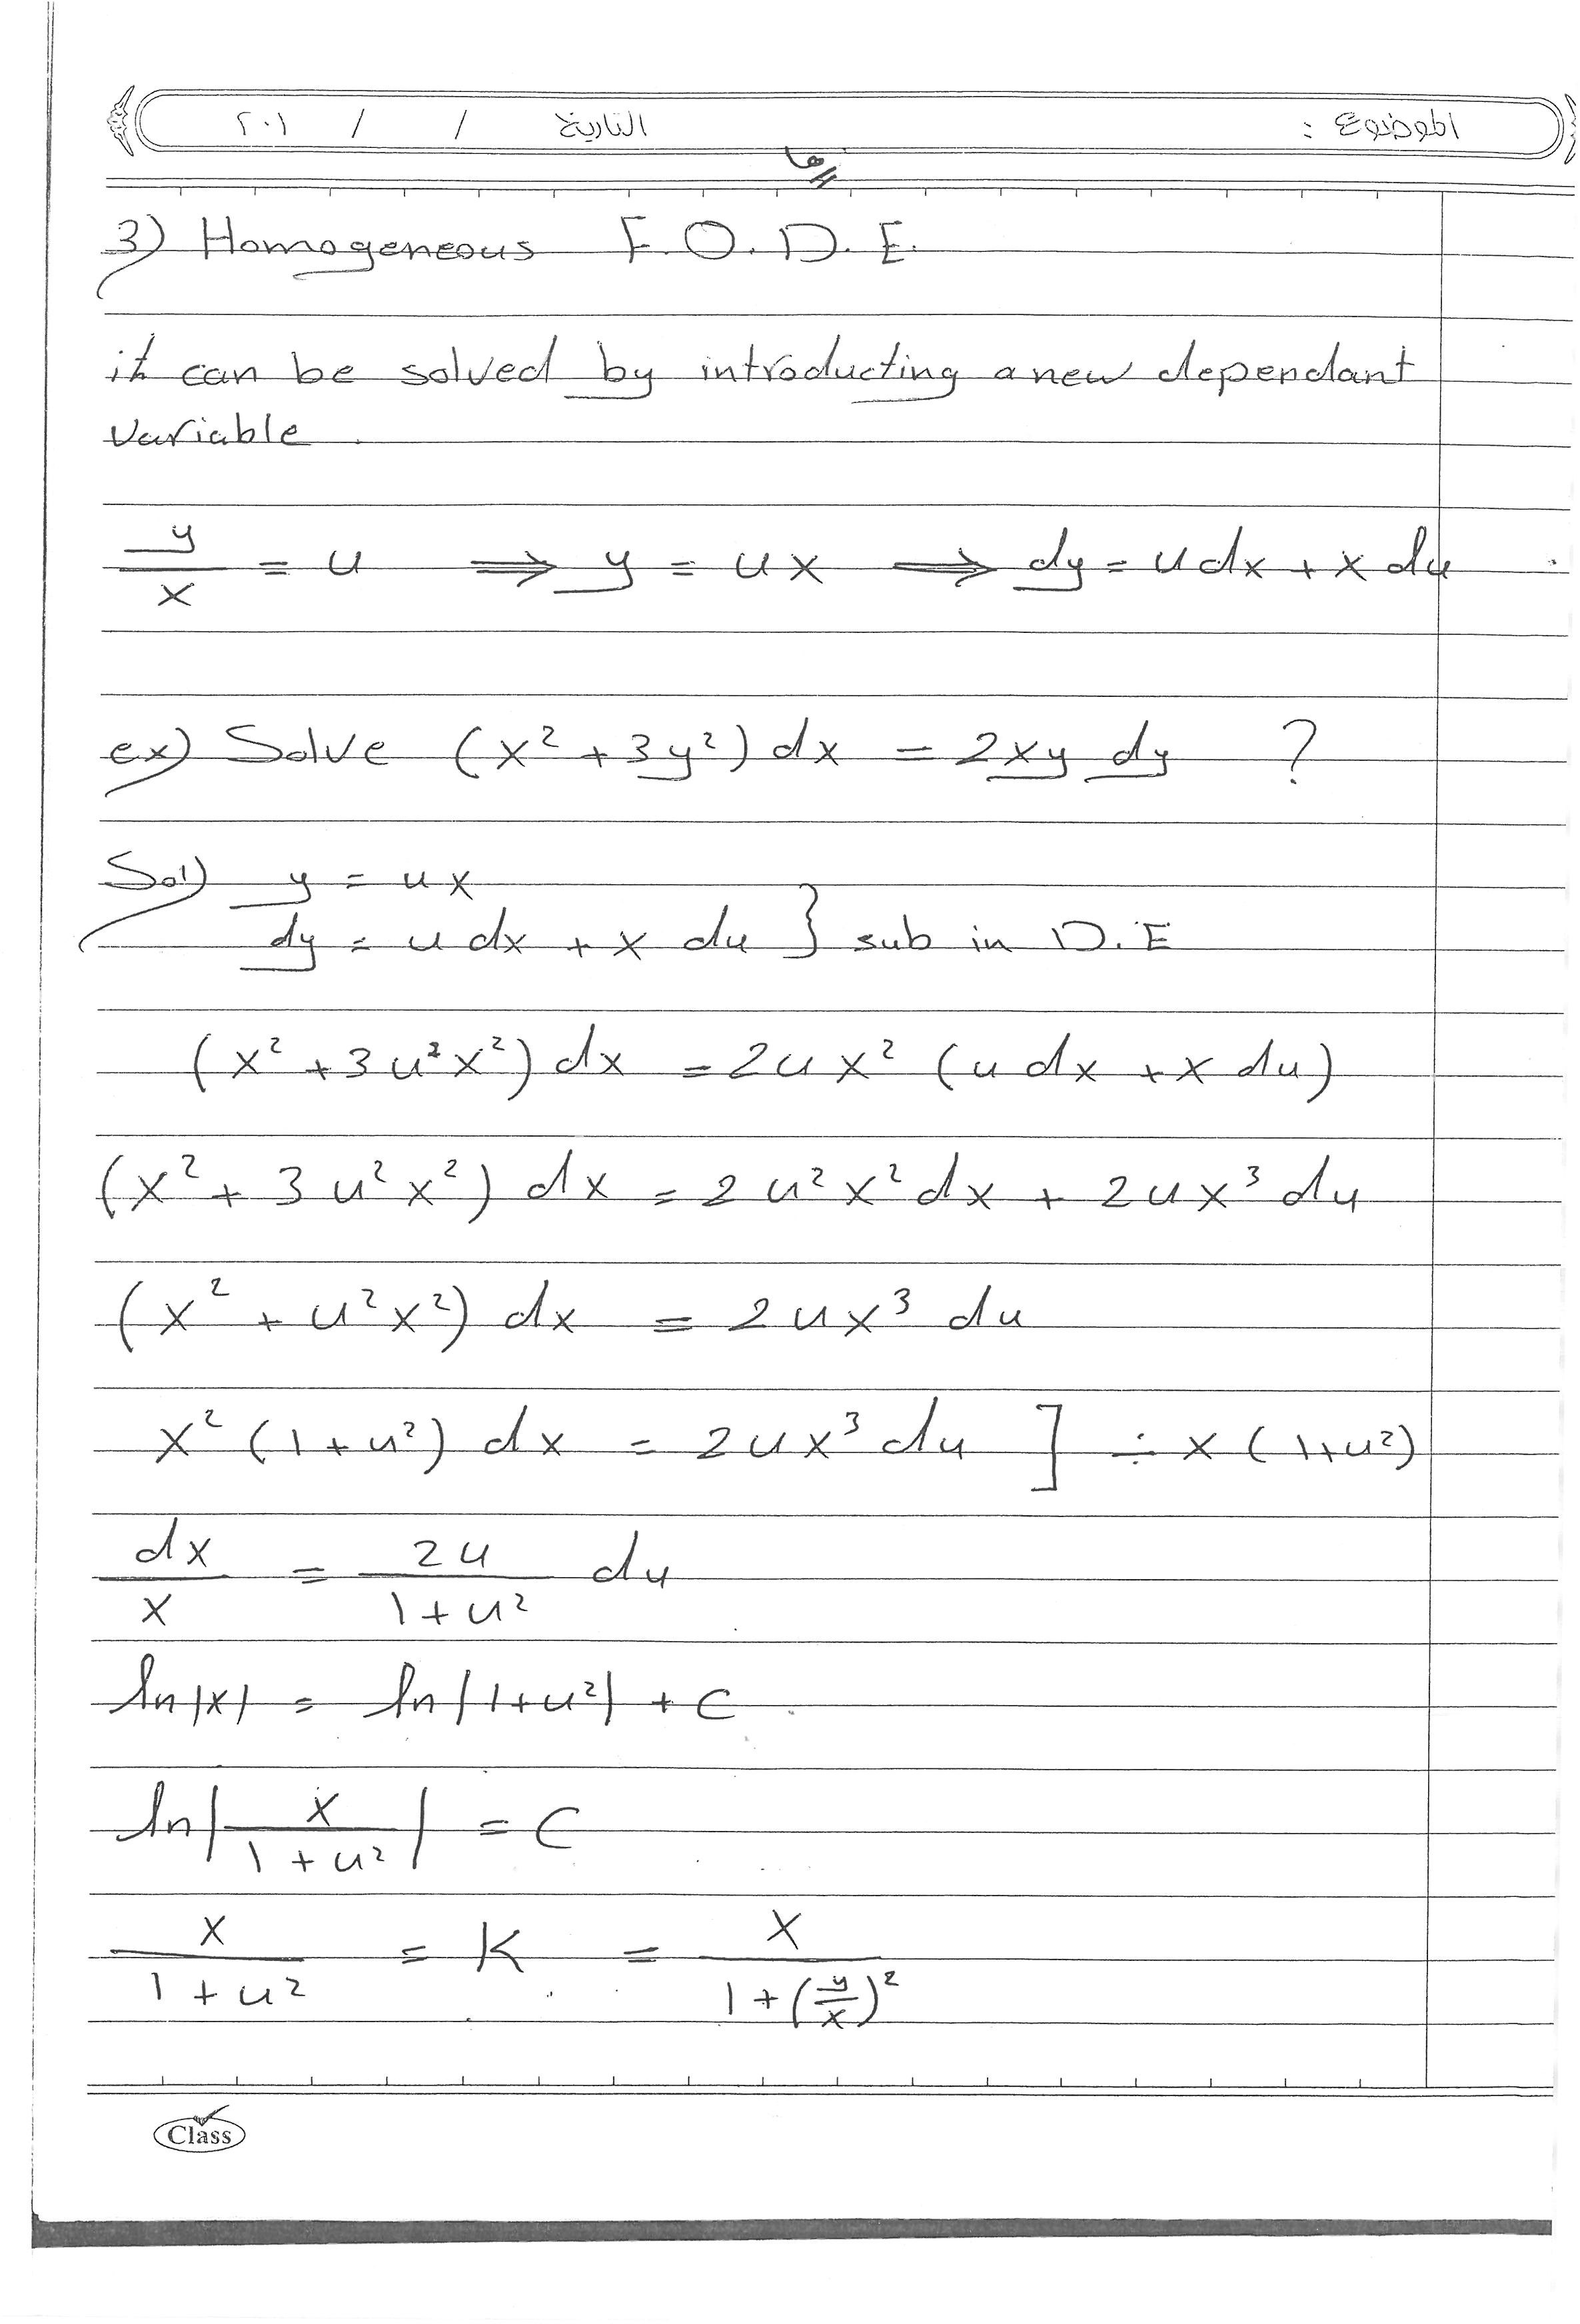 الموضوع : التاريخ / / ٢٠١
3) Homogeneous F.O.D.E.
it can be solved by introducting a new dependant
variable.
y/x = u ⟹ y = ux ⟹ dy = u dx + x du
ex) Solve (x² + 3y²) dx = 2xy dy ?
Sol) y = ux
dy = u dx + x du } sub in D.E
(x² + 3u²x²) dx = 2ux² (u dx + x du)
(x² + 3u²x²) dx = 2u²x² dx + 2ux³ du
(x² + u²x²) dx = 2ux³ du
x² (1+u²) dx = 2ux³ du ] ÷ x (1+u²)
dx/x = 2u/(1+u²) du
ln|x| = ln|1+u²| + C
ln|x/(1+u²)| = C
x/(1+u²) = K = x/(1+(y/x)²)
Class